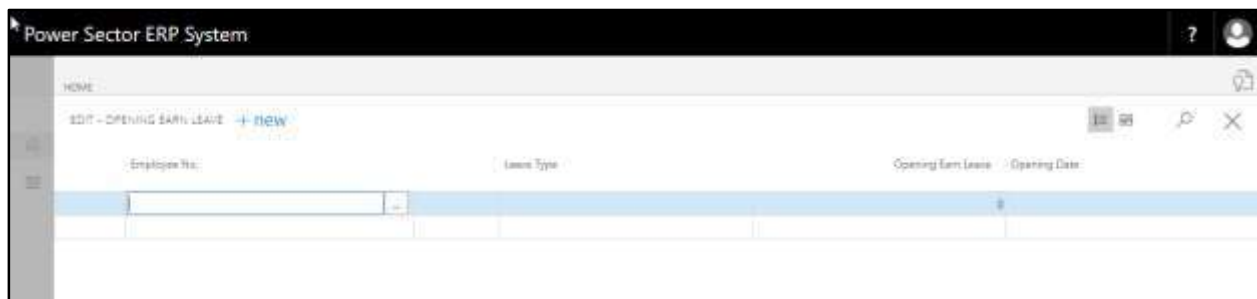 Power Sector ERP System ?
HOME
EDIT - OPENING EARN LEAVE + new
Employee No. Leave Type Opening Earn Leave Opening Date
...
0